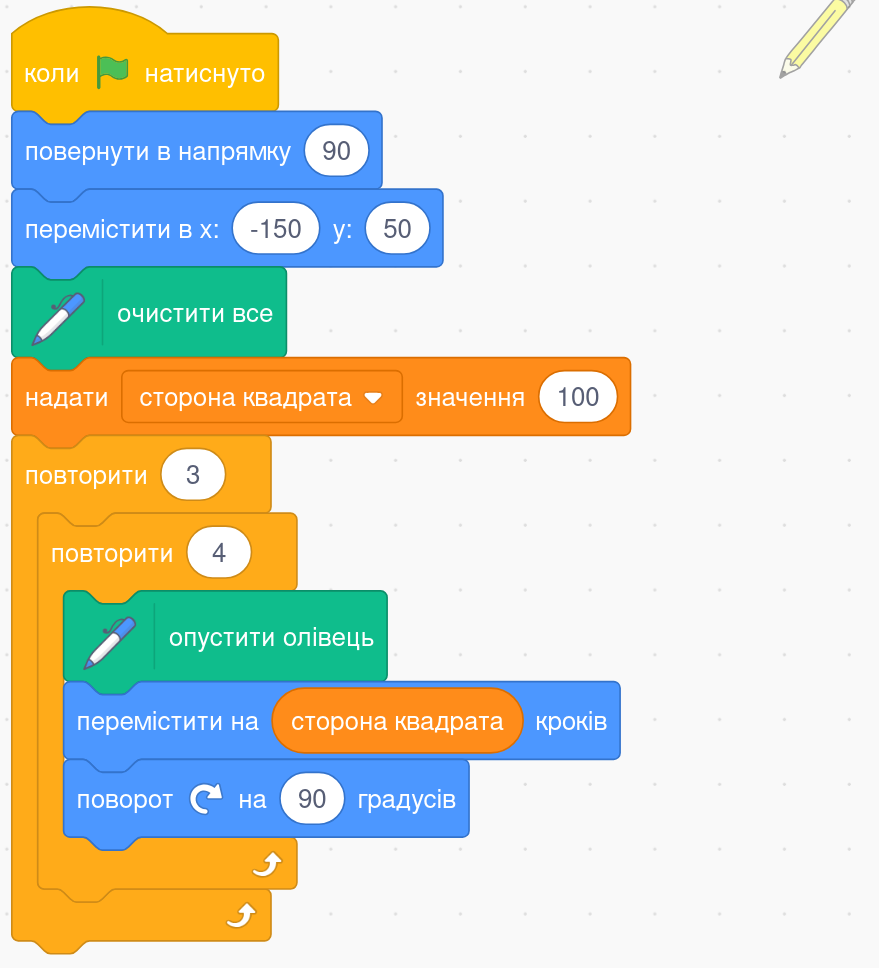 коли натиснуто
повернути в напрямку 90
перемістити в x: -150 y: 50
очистити все
надати сторона квадрата значення 100
повторити 3
повторити 4
опустити олівець
перемістити на сторона квадрата кроків
поворот на 90 градусів